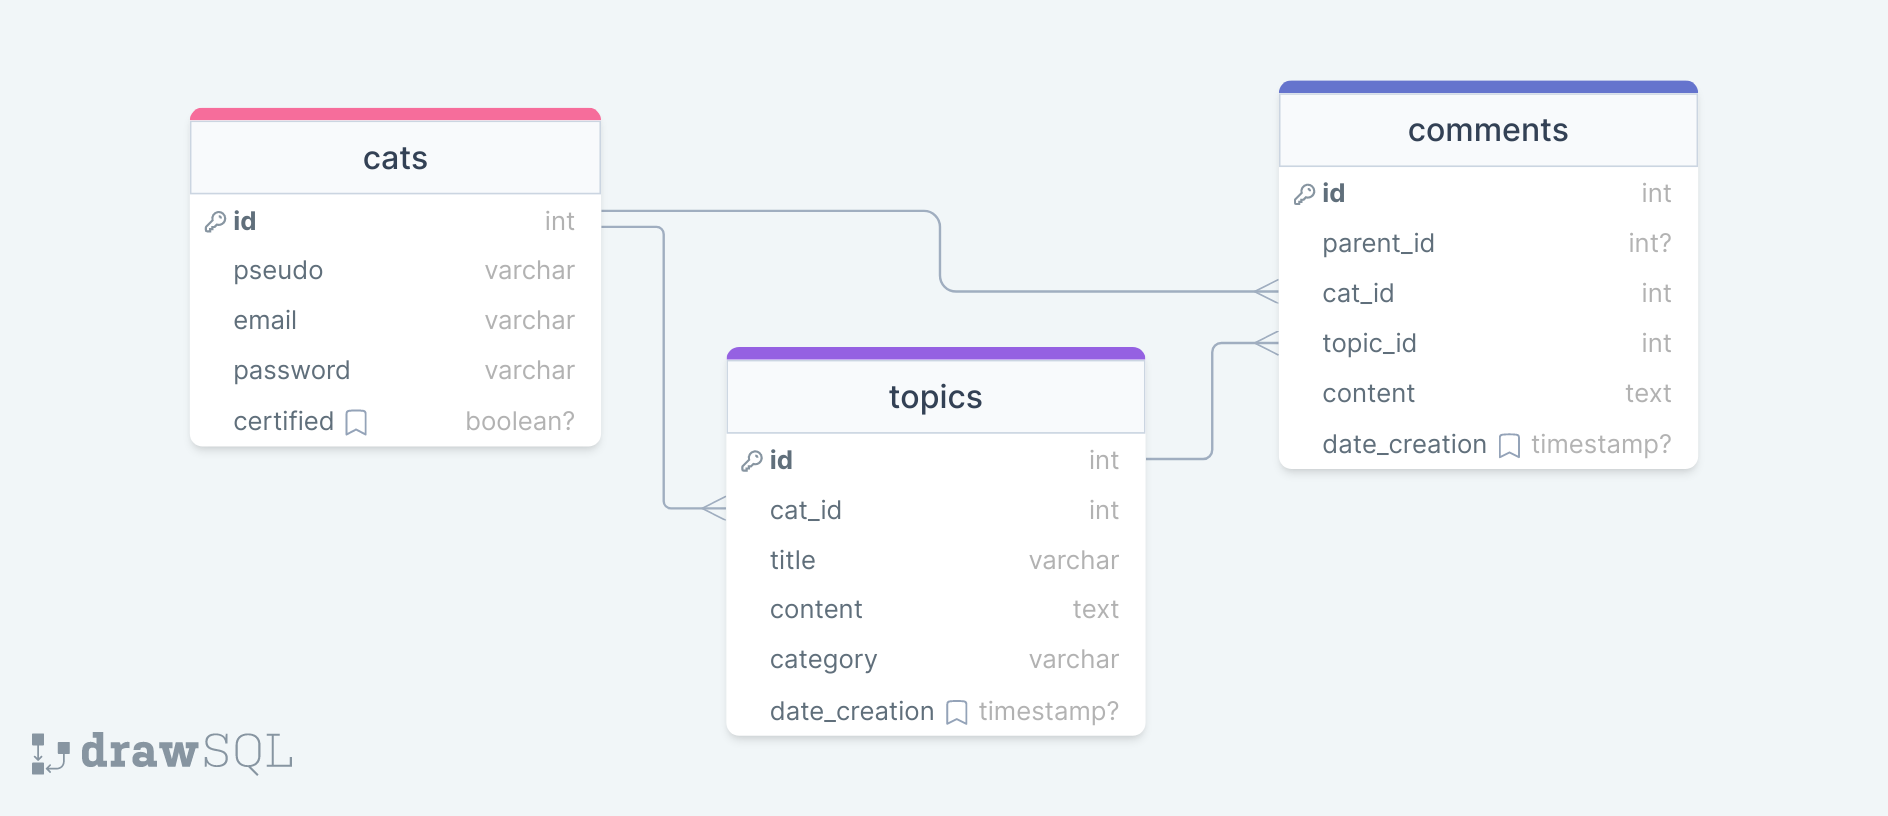 cats
id int
pseudo varchar
email varchar
password varchar
certified boolean?
topics
id int
cat_id int
title varchar
content text
category varchar
date_creation timestamp?
comments
id int
parent_id int?
cat_id int
topic_id int
content text
date_creation timestamp?
drawSQL